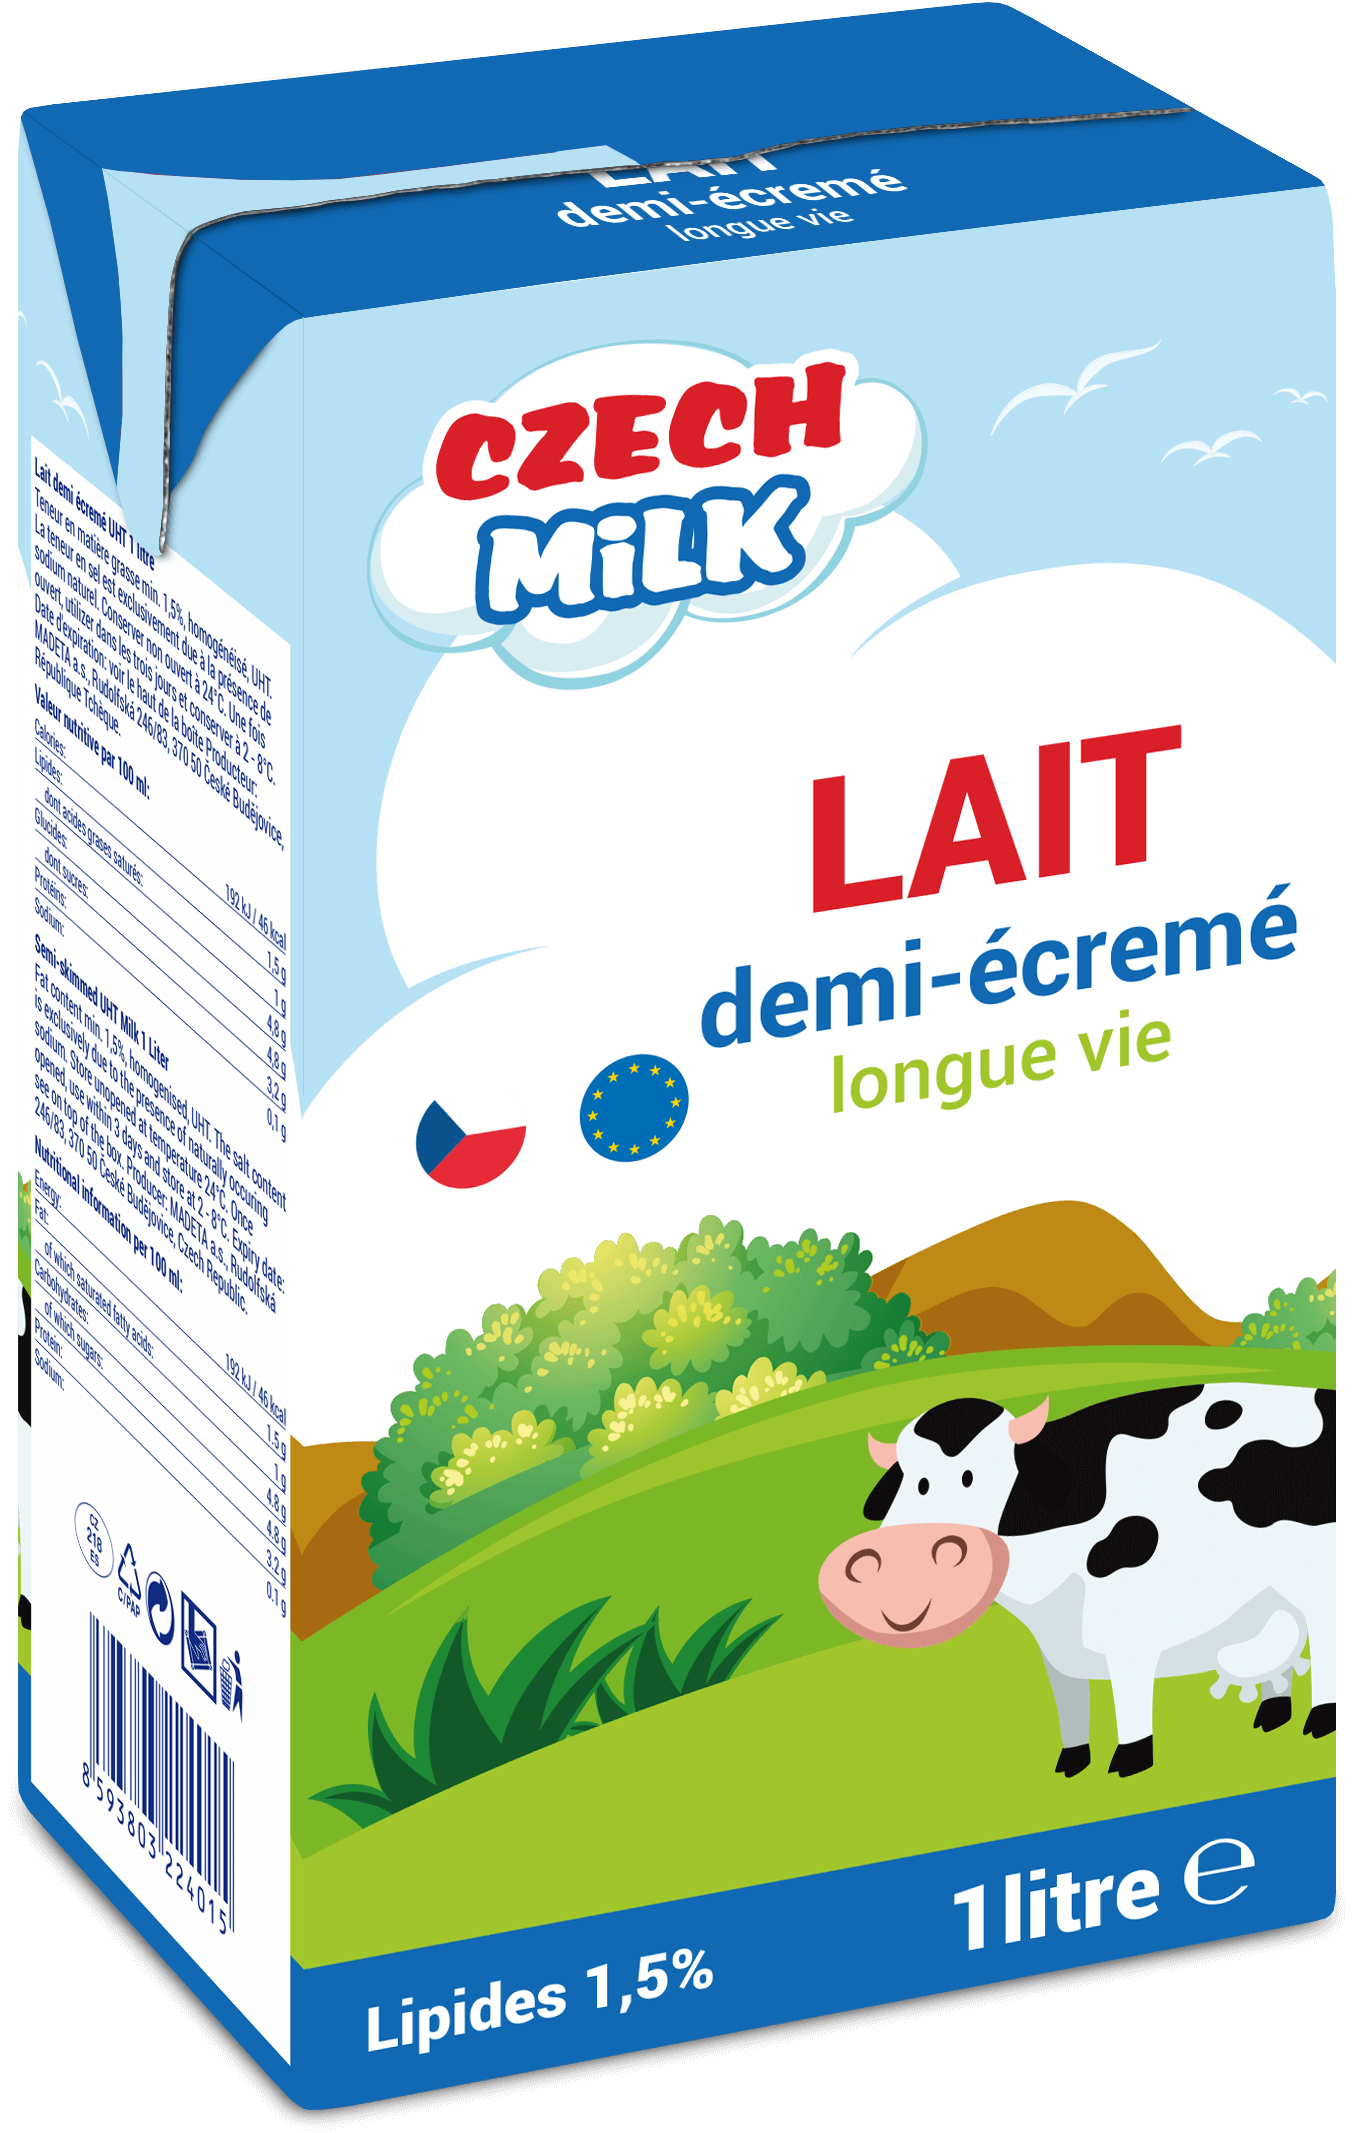 LAIT
demi-écremé
longue vie
CZECH
MiLK
LAIT
demi-écremé
longue vie
Lipides 1,5%
1 litre ℮
Lait demi écremé UHT 1 litre
Teneur en matière grasse min. 1,5%, homogénéisé, UHT.
La teneur en sel est exclusivement due à la présence de
sodium naturel. Conserver non ouvert à 24°C. Une fois
ouvert, utilizer dans les trois jours et conserver à 2 - 8°C.
Date d'expiration: voir le haut de la boîte Producteur:
MADETA a.s., Rudolfská 246/83, 370 50 České Budějovice,
République Tchèque.
Valeur nutritive par 100 ml:
Calories: 192 kJ / 46 kcal
Lipides: 1,5 g
dont acides grases saturés: 1 g
Glucides: 4,8 g
dont sucres: 4,8 g
Protéins: 3,2 g
Sodium: 0,1 g
Semi-skimmed UHT Milk 1 Liter
Fat content min. 1,5%, homogenised, UHT. The salt content
is exclusively due to the presence of naturally occuring
sodium. Store unopened at temperature 24°C. Once
opened, use within 3 days and store at 2 - 8°C. Expiry date:
see on top of the box. Producer: MADETA a.s., Rudolfská
246/83, 370 50 České Budějovice, Czech Republic.
Nutritional information per 100 ml:
Energy: 192 kJ / 46 kcal
Fat: 1.5 g
of which saturated fatty acids: 1 g
Carbohydrates: 4.8 g
of which sugars: 4.8 g
Protein: 3.2 g
Sodium: 0.1 g
CZ
218
ES
C/PAP
8 593803 224015